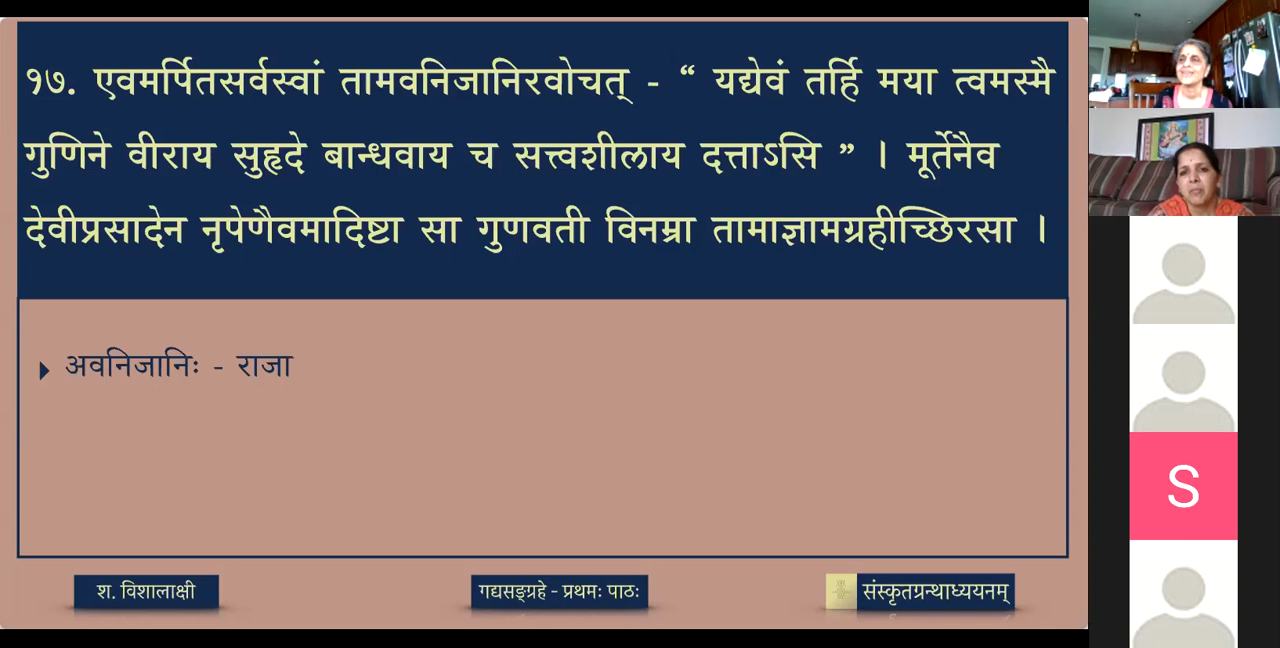 १७. एवमर्पितसर्वस्वां तामवनिजानिरवोचत् - “ यद्येवं तर्हि मया त्वमस्मै
गुणिने वीराय सुहृदे बान्धवाय च सत्त्वशीलाय दत्ताऽसि ” । मूर्तेनैव
देवीप्रसादेन नृपेणैवमादिष्टा सा गुणवती विनम्रा तामाज्ञामग्रहीच्छिरसा ।
अवनिजानिः - राजा
श. विशालाक्षी
गद्यसङ्ग्रहे - प्रथमः पाठः
संस्कृतग्रन्थाध्ययनम्
S